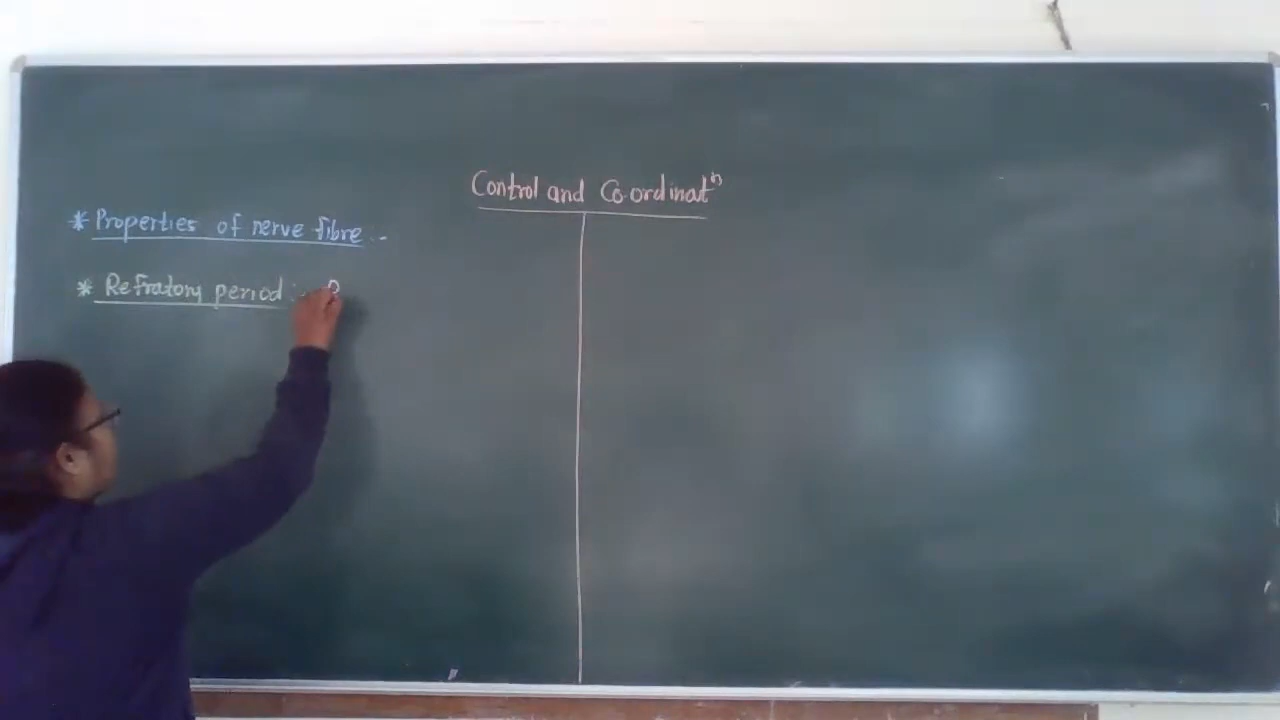 Control and Co-ordinatⁿ
* Properties of nerve fibre :-
* Refratory period :-